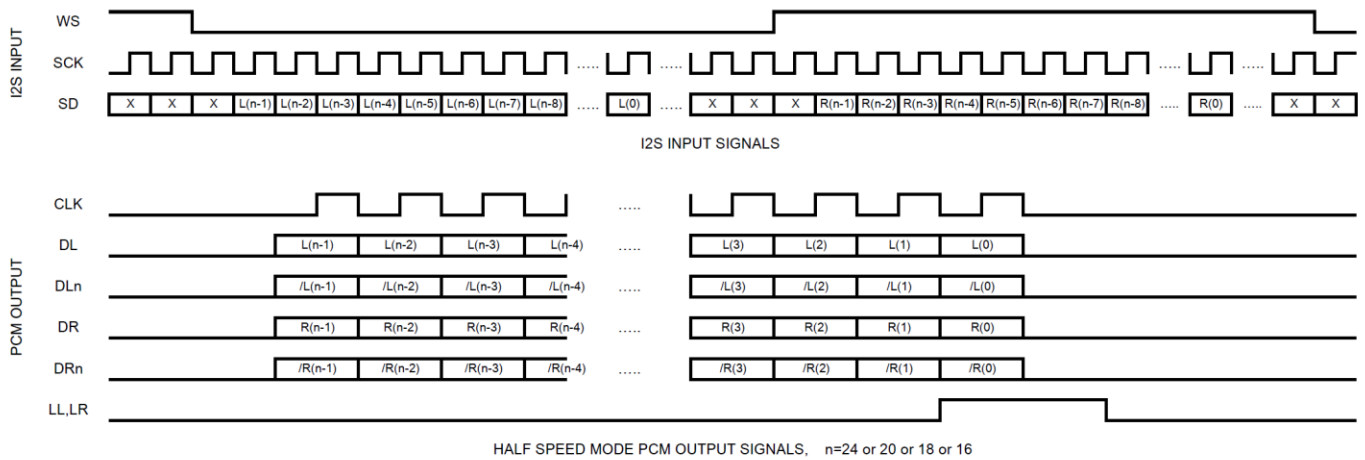 I2S INPUT
WS
SCK
..... ..... ..... .....
SD X X X L(n-1) L(n-2) L(n-3) L(n-4) L(n-5) L(n-6) L(n-7) L(n-8) ..... L(0) ..... X X X R(n-1) R(n-2) R(n-3) R(n-4) R(n-5) R(n-6) R(n-7) R(n-8) ..... R(0) ..... X X
I2S INPUT SIGNALS
PCM OUTPUT
CLK .....
DL L(n-1) L(n-2) L(n-3) L(n-4) ..... L(3) L(2) L(1) L(0)
DLn /L(n-1) /L(n-2) /L(n-3) /L(n-4) ..... /L(3) /L(2) /L(1) /L(0)
DR R(n-1) R(n-2) R(n-3) R(n-4) ..... R(3) R(2) R(1) R(0)
DRn /R(n-1) /R(n-2) /R(n-3) /R(n-4) ..... /R(3) /R(2) /R(1) /R(0)
LL,LR
HALF SPEED MODE PCM OUTPUT SIGNALS, n=24 or 20 or 18 or 16